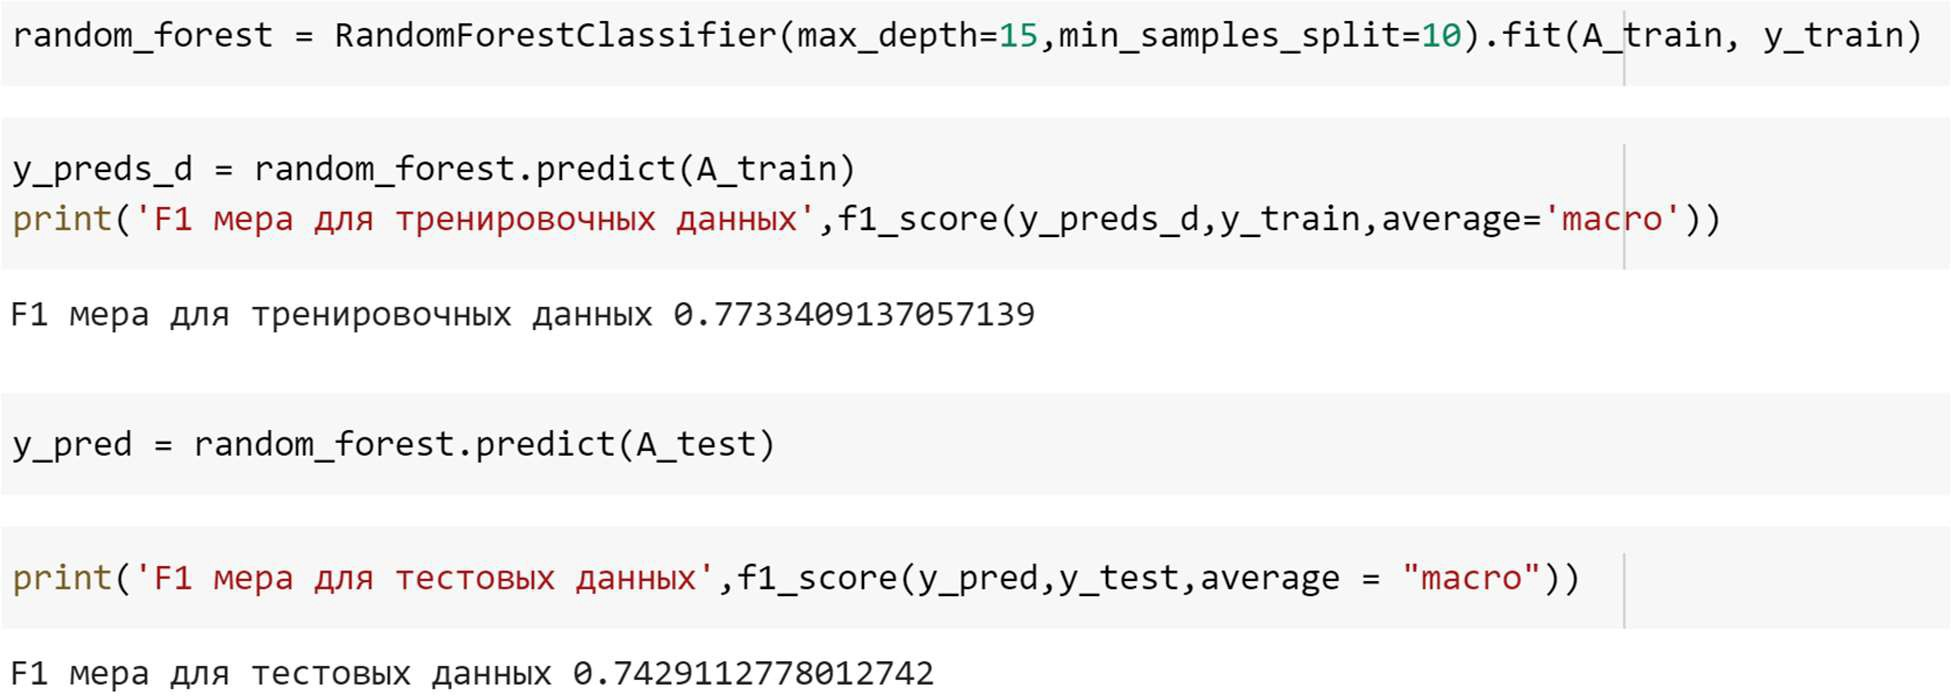 random_forest = RandomForestClassifier(max_depth=15,min_samples_split=10).fit(A_train, y_train)
y_preds_d = random_forest.predict(A_train)
print('F1 мера для тренировочных данных',f1_score(y_preds_d,y_train,average='macro'))
F1 мера для тренировочных данных 0.7733409137057139
y_pred = random_forest.predict(A_test)
print('F1 мера для тестовых данных',f1_score(y_pred,y_test,average = "macro"))
F1 мера для тестовых данных 0.7429112778012742